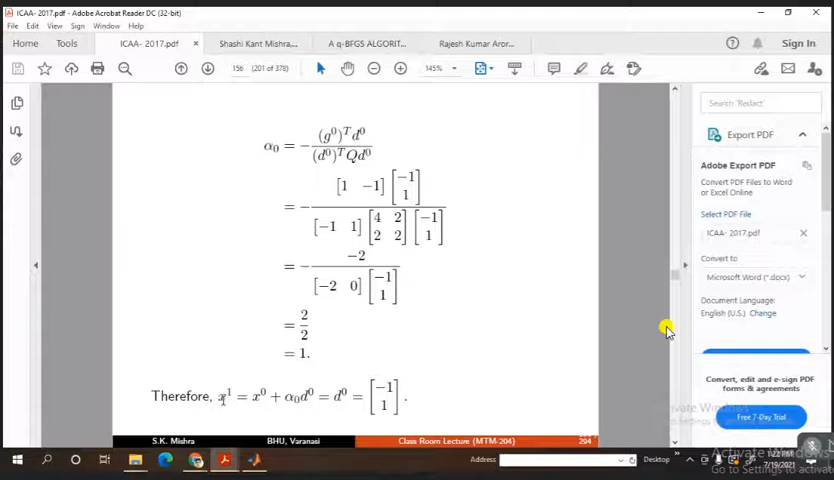 ICAA- 2017.pdf - Adobe Acrobat Reader DC (32-bit)
File Edit View Sign Window Help
Home Tools ICAA- 2017.pdf × Shashi Kant Mishra,... A q-BFGS ALGORIT... Rajesh Kumar Aror... Sign In
156 (201 of 378) 145%
Search 'Redact'
Export PDF
Adobe Export PDF
Convert PDF Files to Word
or Excel Online
Select PDF File
ICAA- 2017.pdf ×
Convert to
Microsoft Word (*.docx)
Document Language:
English (U.S.) Change
Convert, edit and e-sign PDF
forms & agreements
Free 7-Day Trial
α₀ = − (g⁰)ᵀd⁰ / (d⁰)ᵀQd⁰
= − [1 −1] [−1 1] / [−1 1] [4 2 2 2] [−1 1]
= − −2 / [−2 0] [−1 1]
= 2/2
= 1.
Therefore, x¹ = x⁰ + α₀d⁰ = d⁰ = [−1 1] .
S.K. Mishra BHU, Varanasi Class Room Lecture (MTM-204) 294
Activate Windows
Address Desktop 1:22 PM
7/19/2021